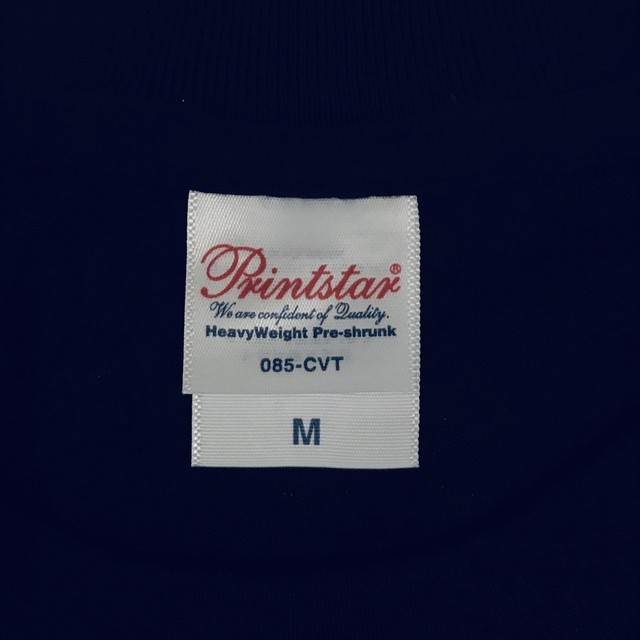 Printstar®
We are confident of Quality.
HeavyWeight Pre-shrunk
085-CVT
M